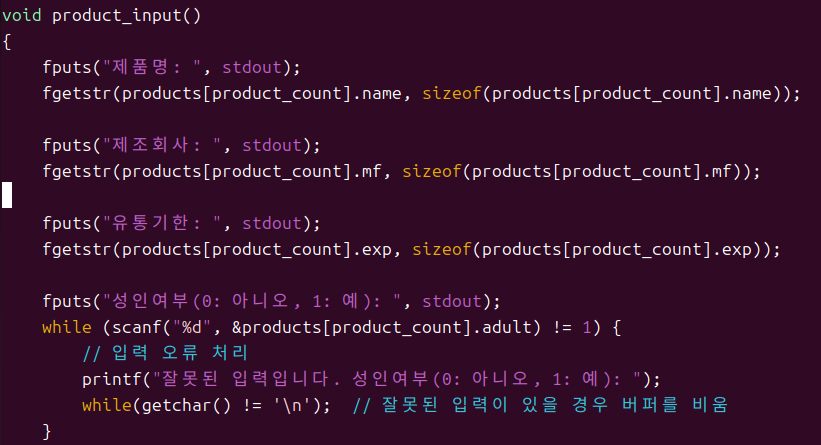 void product_input()
{
    fputs("제품명: ", stdout);
    fgetstr(products[product_count].name, sizeof(products[product_count].name));
    fputs("제조회사: ", stdout);
    fgetstr(products[product_count].mf, sizeof(products[product_count].mf));
    fputs("유통기한: ", stdout);
    fgetstr(products[product_count].exp, sizeof(products[product_count].exp));
    fputs("성인여부(0: 아니오, 1: 예): ", stdout);
    while (scanf("%d", &products[product_count].adult) != 1) {
        // 입력 오류 처리
        printf("잘못된 입력입니다. 성인여부(0: 아니오, 1: 예): ");
        while(getchar() != '\n');  // 잘못된 입력이 있을 경우 버퍼를 비움
    }